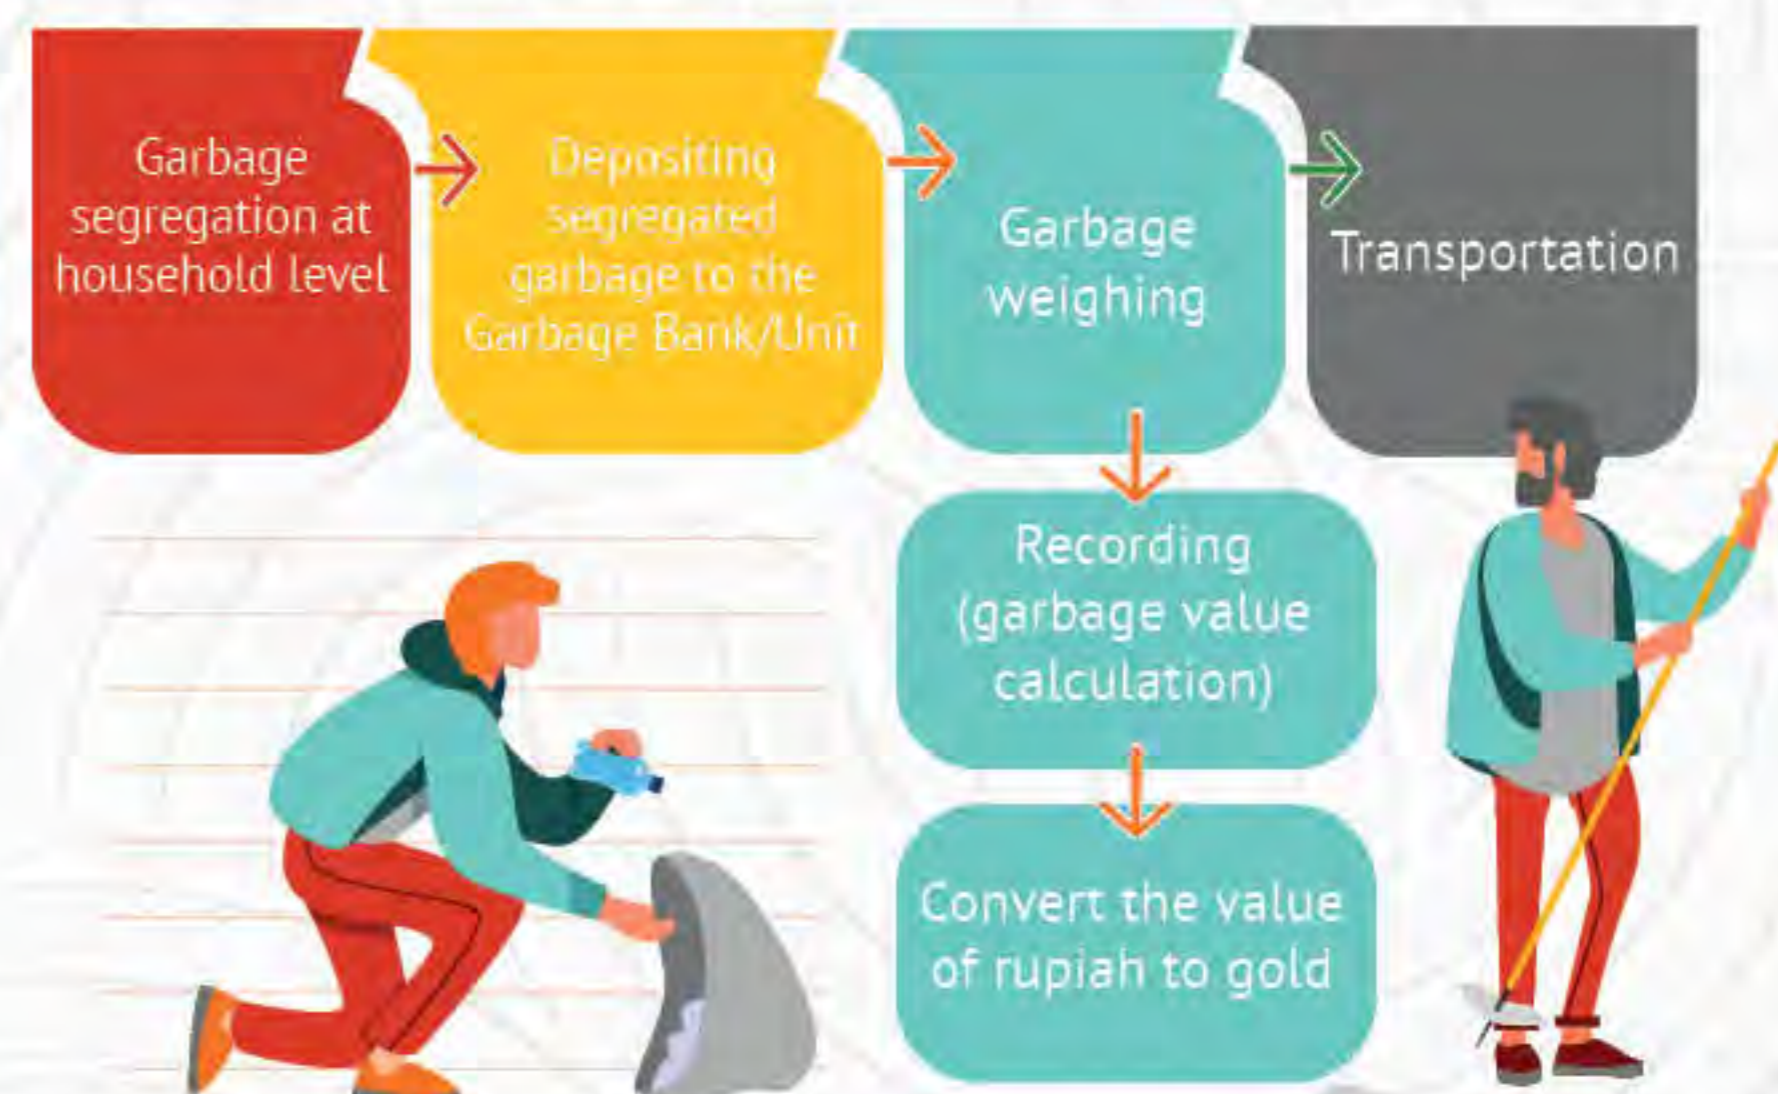 Garbage
segregation at
household level
Depositing
segregated
garbage to the
Garbage Bank/Unit
Garbage
weighing
Transportation
Recording
(garbage value
calculation)
Convert the value
of rupiah to gold